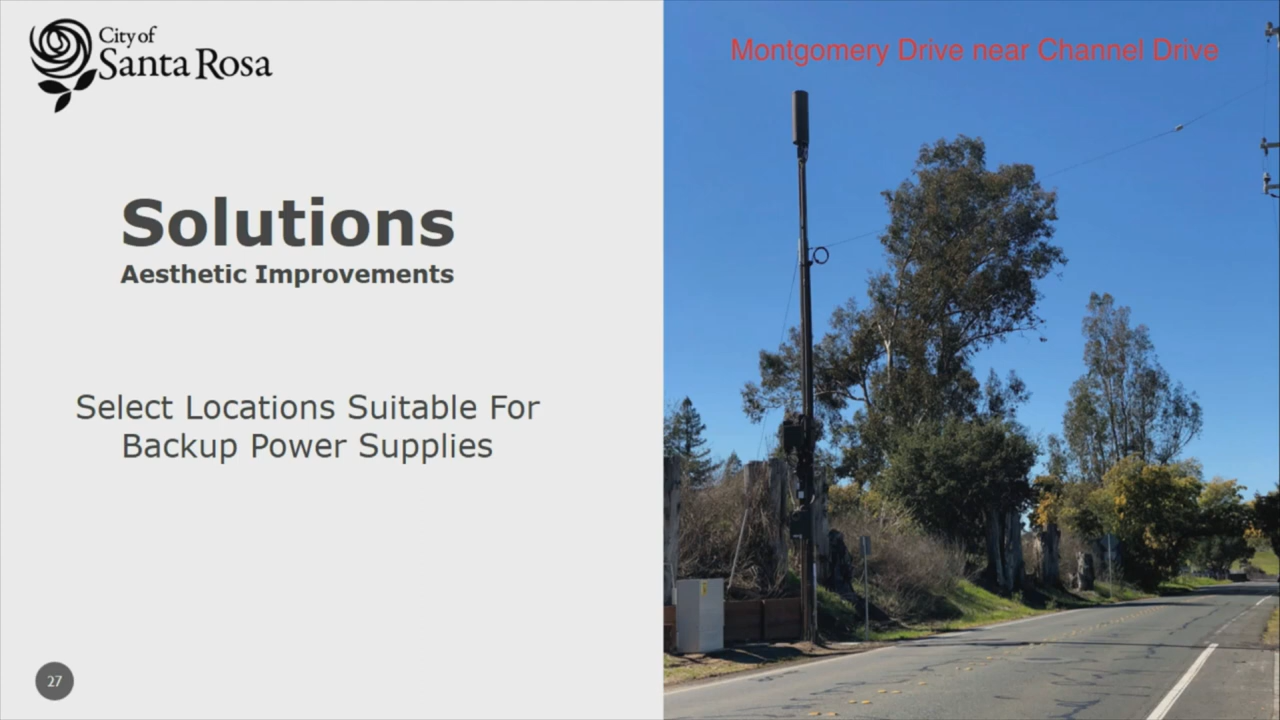 City of
Santa Rosa
Solutions
Aesthetic Improvements
Select Locations Suitable For
Backup Power Supplies
27
Montgomery Drive near Channel Drive